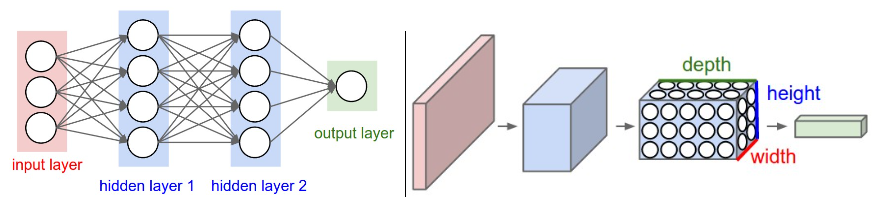 input layer
hidden layer 1
hidden layer 2
output layer
depth
height
width